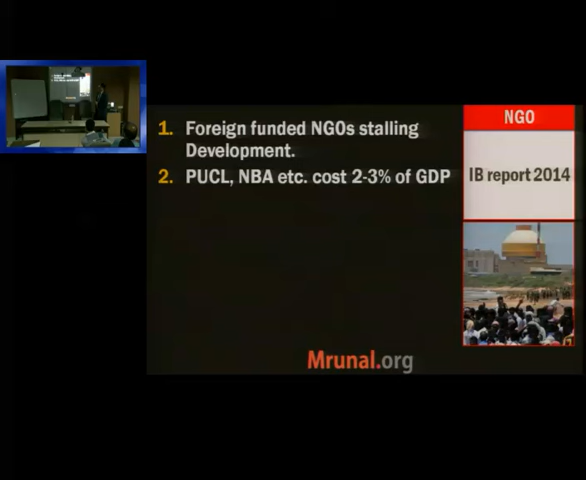 1. Foreign funded NGOs stalling
Development.
2. PUCL, NBA etc. cost 2-3% of GDP
NGO
IB report 2014
Mrunal.org